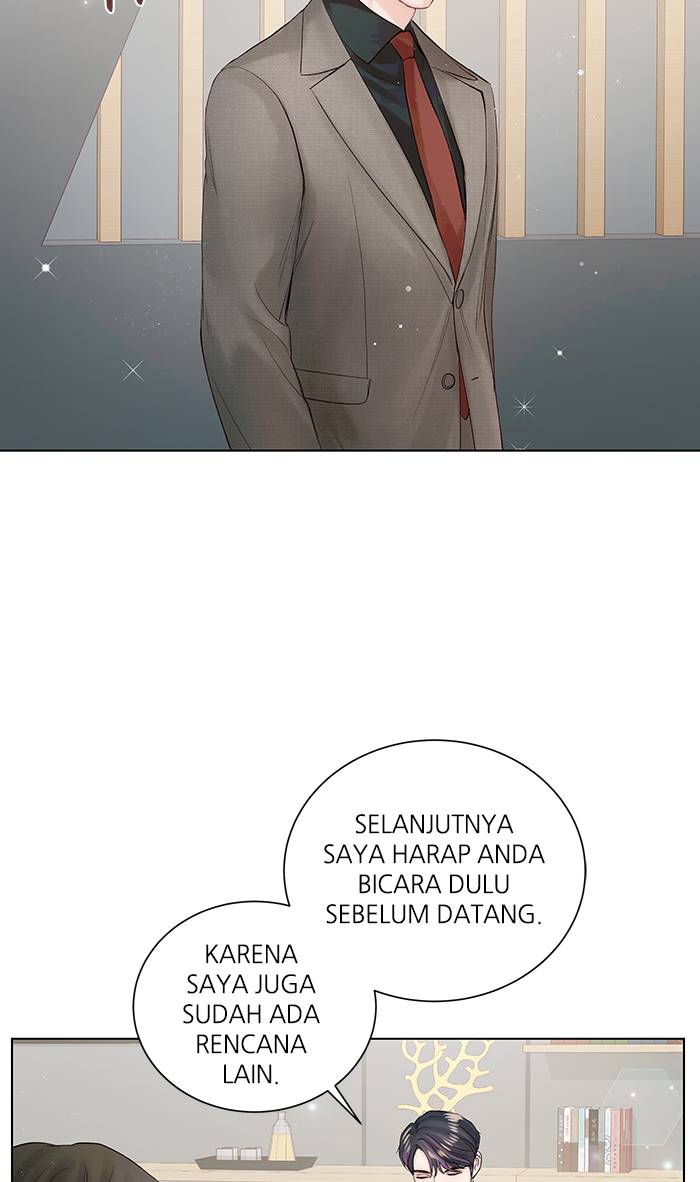 SELANJUTNYA
SAYA HARAP ANDA
BICARA DULU
SEBELUM DATANG.
KARENA
SAYA JUGA
SUDAH ADA
RENCANA
LAIN.